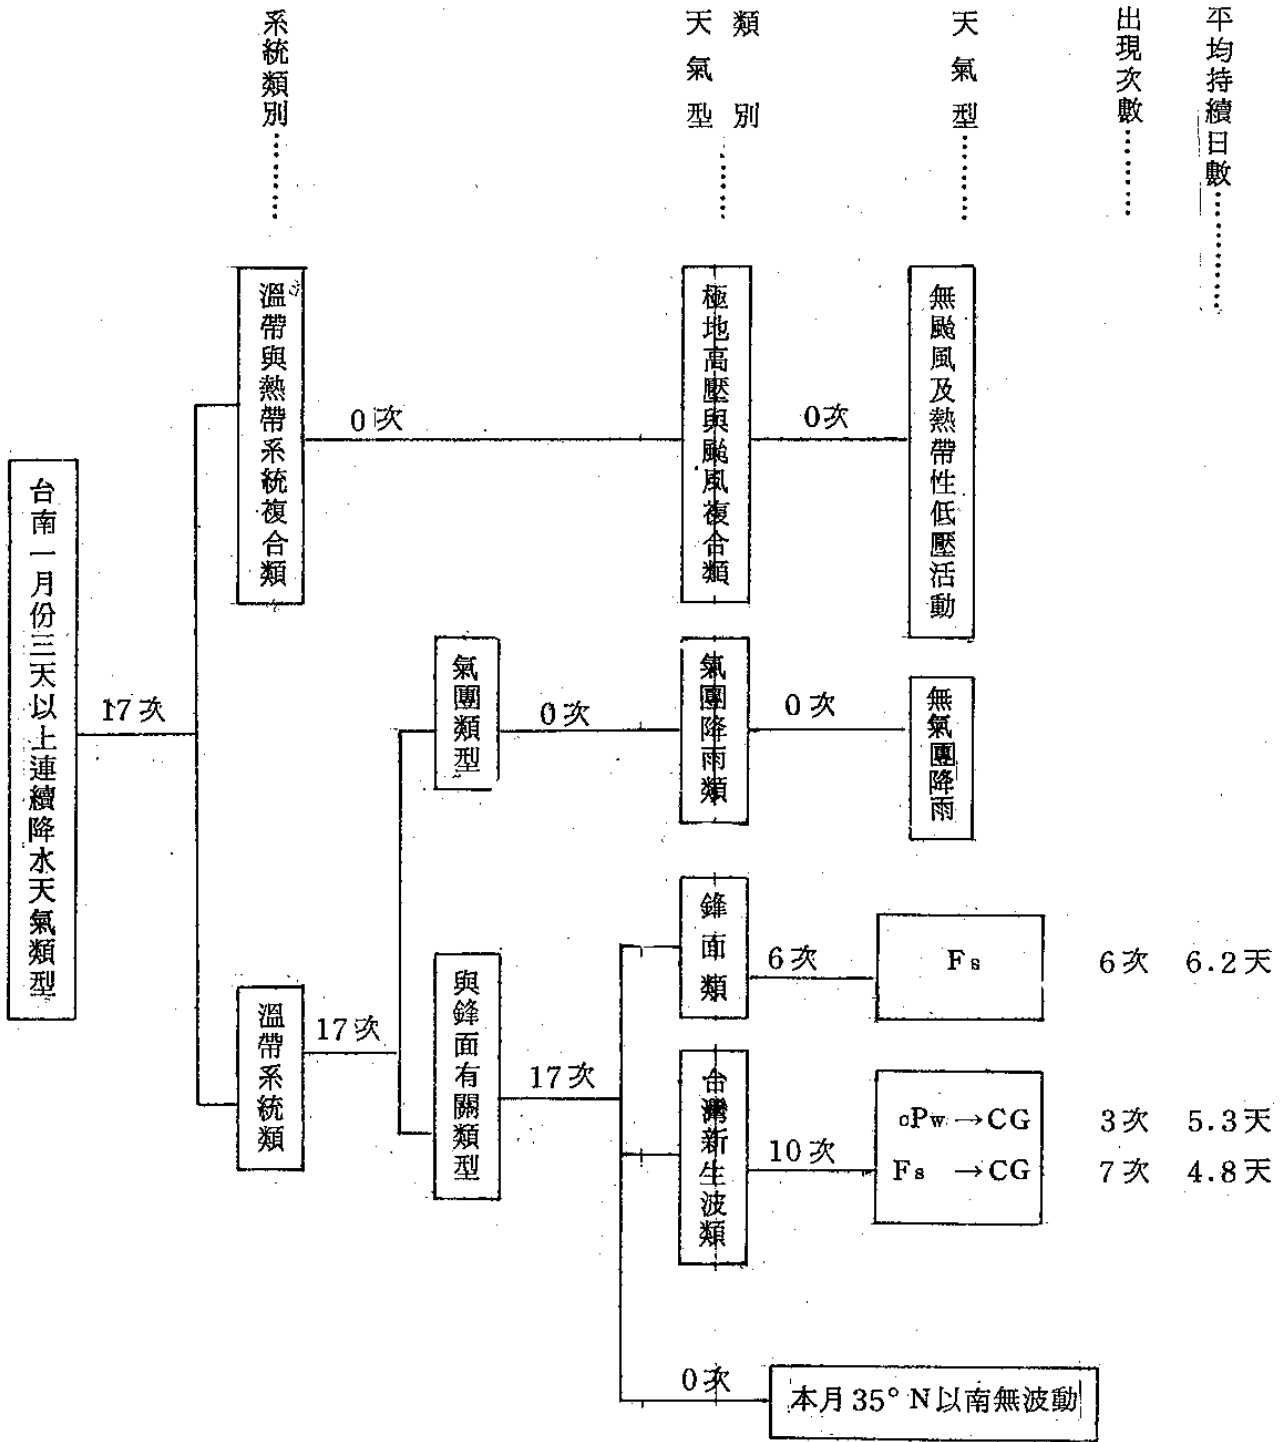 系統類別………
天氣型
類別………
天氣型………
出現次數………
平均持續日數…………
台南一月份三天以上連續降水天氣類型
17次
溫帶與熱帶系統複合類
0次
極地高壓與颱風複合類
0次
無颱風及熱帶性低壓活動
溫帶系統類
17次
氣團類型
0次
氣團降雨類
0次
無氣團降雨
與鋒面有關類型
17次
鋒面類
6次
Fs
6次 6.2天
台灣新生波類
10次
cPw→CG
3次 5.3天
Fs →CG
7次 4.8天
0次
本月35°N以南無波動